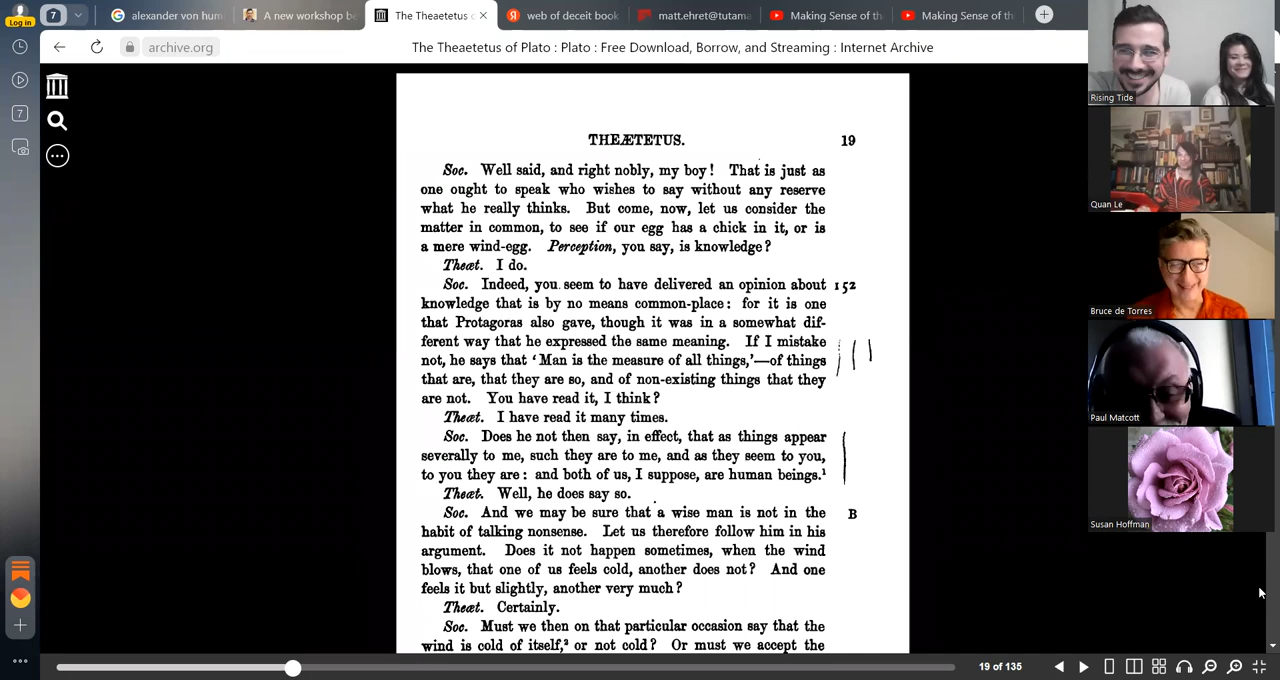 Log in
7
alexander von hum
A new workshop be
The Theaetetus o
web of deceit book
matt.ehret@tutama
Making Sense of th
Making Sense of the
archive.org
The Theaetetus of Plato : Plato : Free Download, Borrow, and Streaming : Internet Archive
7
THEÆTETUS. 19
Soc. Well said, and right nobly, my boy! That is just as
one ought to speak who wishes to say without any reserve
what he really thinks. But come, now, let us consider the
matter in common, to see if our egg has a chick in it, or is
a mere wind-egg. Perception, you say, is knowledge?
Theæt. I do.
Soc. Indeed, you seem to have delivered an opinion about 152
knowledge that is by no means common-place: for it is one
that Protagoras also gave, though it was in a somewhat dif-
ferent way that he expressed the same meaning. If I mistake
not, he says that 'Man is the measure of all things,'—of things
that are, that they are so, and of non-existing things that they
are not. You have read it, I think?
Theæt. I have read it many times.
Soc. Does he not then say, in effect, that as things appear
severally to me, such they are to me, and as they seem to you,
to you they are: and both of us, I suppose, are human beings.¹
Theæt. Well, he does say so.
Soc. And we may be sure that a wise man is not in the B
habit of talking nonsense. Let us therefore follow him in his
argument. Does it not happen sometimes, when the wind
blows, that one of us feels cold, another does not? And one
feels it but slightly, another very much?
Theæt. Certainly.
Soc. Must we then on that particular occasion say that the
wind is cold of itself,² or not cold? Or must we accept the
19 of 135
Rising Tide
Quan Le
Bruce de Torres
Paul Matcott
Susan Hoffman